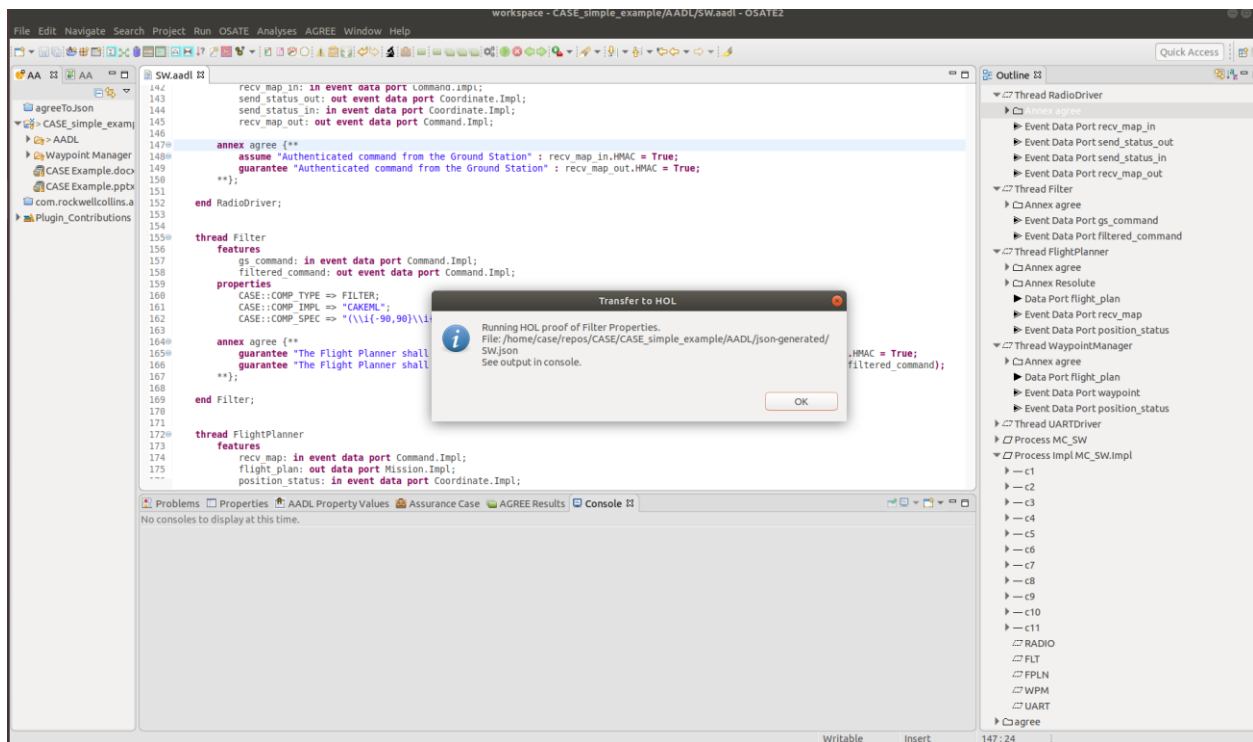 workspace - CASE_simple_example/AADL/SW.aadl - OSATE2
File Edit Navigate Search Project Run OSATE Analyses AGREE Window Help
Quick Access
AA AA
agreeToJson
> CASE_simple_examp
> AADL
Waypoint Manager
CASE Example.docx
CASE Example.pptx
com.rockwellcollins.a
Plugin_Contributions
SW.aadl
142 recv_map_in: in event data port Command.Impl;
143 send_status_out: out event data port Coordinate.Impl;
144 send_status_in: in event data port Coordinate.Impl;
145 recv_map_out: out event data port Command.Impl;
146
147 annex agree {**
148 assume "Authenticated command from the Ground Station" : recv_map_in.HMAC = True;
149 guarantee "Authenticated command from the Ground Station" : recv_map_out.HMAC = True;
150 **};
151
152 end RadioDriver;
153
154
155 thread Filter
156 features
157 gs_command: in event data port Command.Impl;
158 filtered_command: out event data port Command.Impl;
159 properties
160 CASE::COMP_TYPE => FILTER;
161 CASE::COMP_IMPL => "CAKEML";
162 CASE::COMP_SPEC => "(\\i{-90,90}\\i
163
164 annex agree {**
165 guarantee "The Flight Planner shall .HMAC = True;
166 guarantee "The Flight Planner shall filtered_command);
167 **};
168
169 end Filter;
170
171
172 thread FlightPlanner
173 features
174 recv_map: in event data port Command.Impl;
175 flight_plan: out data port Mission.Impl;
position_status: in event data port Coordinate.Impl;
Transfer to HOL
Running HOL proof of Filter Properties.
File: /home/case/repos/CASE/CASE_simple_example/AADL/json-generated/
SW.json
See output in console.
OK
Problems Properties AADL Property Values Assurance Case AGREE Results Console
No consoles to display at this time.
Outline
Thread RadioDriver
Annex agree
Event Data Port recv_map_in
Event Data Port send_status_out
Event Data Port send_status_in
Event Data Port recv_map_out
Thread Filter
Annex agree
Event Data Port gs_command
Event Data Port filtered_command
Thread FlightPlanner
Annex agree
Annex Resolute
Data Port flight_plan
Event Data Port recv_map
Event Data Port position_status
Thread WaypointManager
Annex agree
Data Port flight_plan
Event Data Port waypoint
Event Data Port position_status
Thread UARTDriver
Process MC_SW
Process Impl MC_SW.Impl
c1
c2
c3
c4
c5
c6
c7
c8
c9
c10
c11
RADIO
FLT
FPLN
WPM
UART
agree
Writable Insert 147 : 24